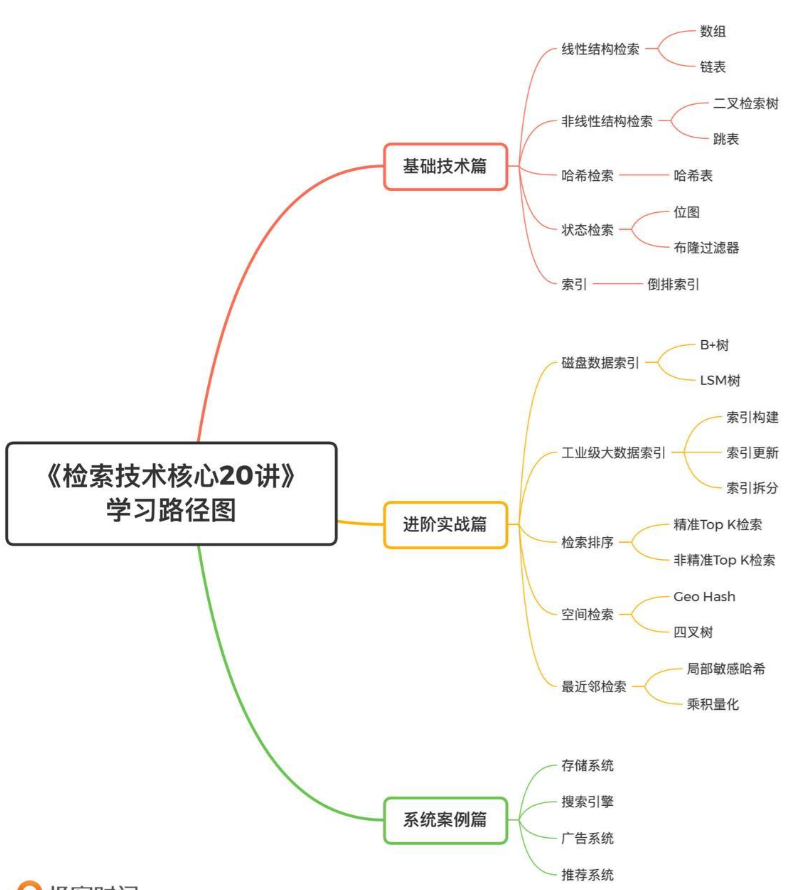 《检索技术核心20讲》
学习路径图
基础技术篇
线性结构检索
数组
链表
非线性结构检索
二叉检索树
跳表
哈希检索
哈希表
状态检索
位图
布隆过滤器
索引
倒排索引
进阶实战篇
磁盘数据索引
B+树
LSM树
工业级大数据索引
索引构建
索引更新
索引拆分
检索排序
精准Top K检索
非精准Top K检索
空间检索
Geo Hash
四叉树
最近邻检索
局部敏感哈希
乘积量化
系统案例篇
存储系统
搜索引擎
广告系统
推荐系统